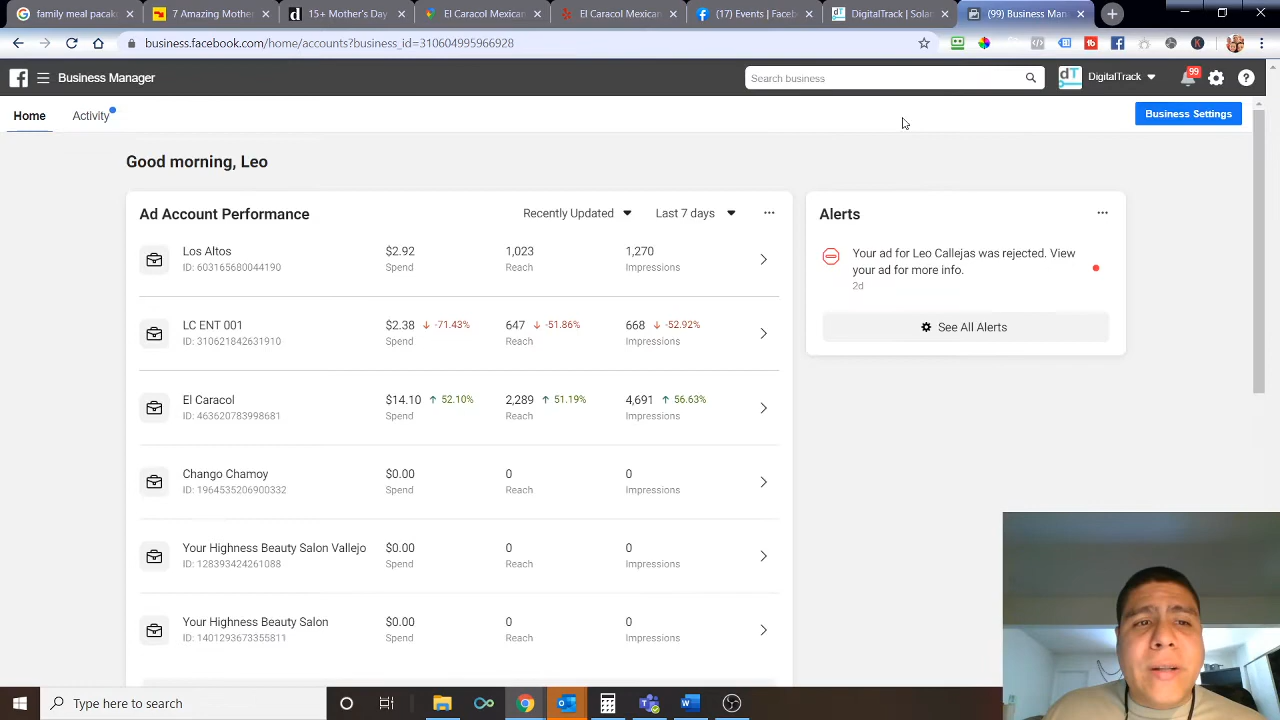 family meal pacak
7 Amazing Mothe
15+ Mother's Day
El Caracol Mexican
El Caracol Mexican
(17) Events | Faceb
DigitalTrack | Solan
(99) Business Man
business.facebook.com/home/accounts?business_id=310604995966928
Business Manager
Search business
dT
DigitalTrack
99
Home
Activity
Business Settings
Good morning, Leo
Ad Account Performance
Recently Updated
Last 7 days
Los Altos
$2.92
1,023
1,270
ID: 603165680044190
Spend
Reach
Impressions
LC ENT 001
$2.38
-71.43%
647
-51.86%
668
-52.92%
ID: 310621842631910
Spend
Reach
Impressions
El Caracol
$14.10
52.10%
2,289
51.19%
4,691
56.63%
ID: 463620783998681
Spend
Reach
Impressions
Chango Chamoy
$0.00
0
0
ID: 1964535206900332
Spend
Reach
Impressions
Your Highness Beauty Salon Vallejo
$0.00
0
0
ID: 128393424261088
Spend
Reach
Impressions
Your Highness Beauty Salon
$0.00
0
0
ID: 1401293673355811
Spend
Reach
Impressions
Alerts
Your ad for Leo Callejas was rejected. View
your ad for more info.
2d
See All Alerts
Type here to search